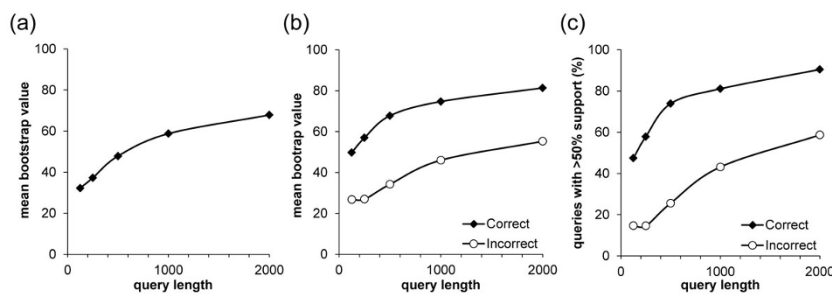 (a)
mean bootstrap value
100
80
60
40
20
0
0
1000
2000
query length
(b)
mean bootrap value
100
80
60
40
20
0
0
1000
2000
query length
Correct
Incorrect
(c)
queries with >50% support (%)
100
80
60
40
20
0
0
1000
2000
query length
Correct
Incorrect